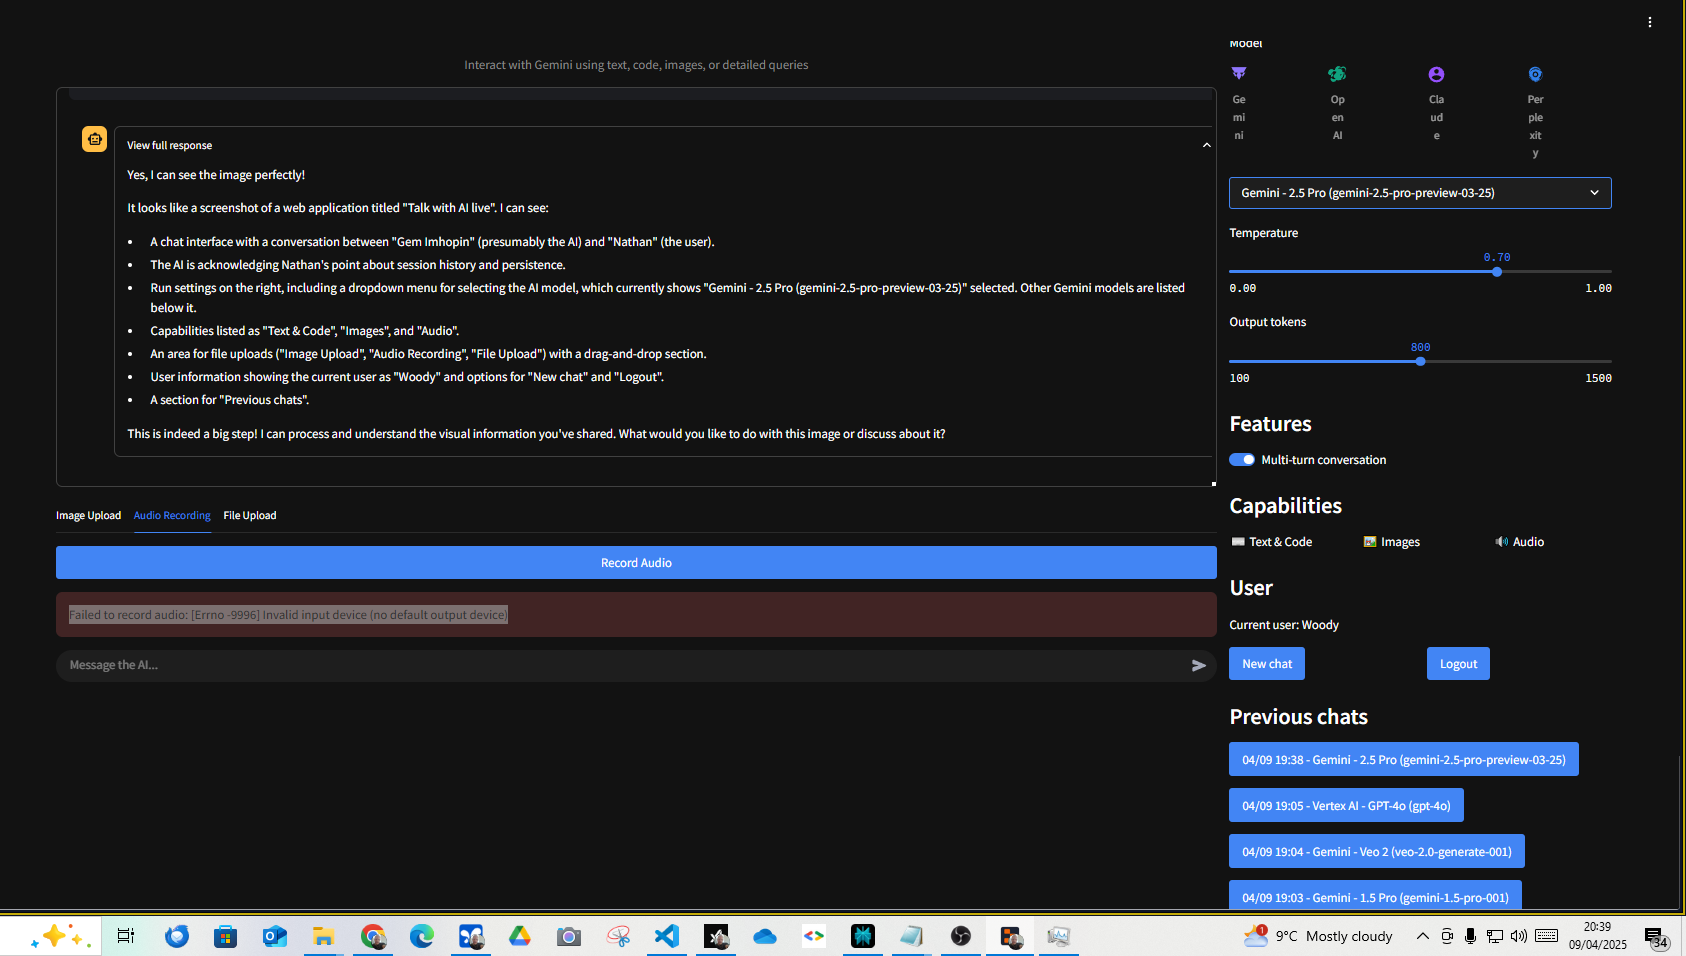 Interact with Gemini using text, code, images, or detailed queries
View full response
Yes, I can see the image perfectly!
It looks like a screenshot of a web application titled "Talk with AI live". I can see:
• A chat interface with a conversation between "Gem Imhopin" (presumably the AI) and "Nathan" (the user).
• The AI is acknowledging Nathan's point about session history and persistence.
• Run settings on the right, including a dropdown menu for selecting the AI model, which currently shows "Gemini - 2.5 Pro (gemini-2.5-pro-preview-03-25)" selected. Other Gemini models are listed
below it.
• Capabilities listed as "Text & Code", "Images", and "Audio".
• An area for file uploads ("Image Upload", "Audio Recording", "File Upload") with a drag-and-drop section.
• User information showing the current user as "Woody" and options for "New chat" and "Logout".
• A section for "Previous chats".
This is indeed a big step! I can process and understand the visual information you've shared. What would you like to do with this image or discuss about it?
Image Upload Audio Recording File Upload
Record Audio
Failed to record audio: [Errno -9996] Invalid input device (no default output device)
Message the AI...
Model
Ge Op Cla Per
mi en ud ple
ni AI e xit
y
Gemini - 2.5 Pro (gemini-2.5-pro-preview-03-25)
Temperature
0.70
0.00 1.00
Output tokens
800
100 1500
Features
Multi-turn conversation
Capabilities
Text & Code Images Audio
User
Current user: Woody
New chat Logout
Previous chats
04/09 19:38 - Gemini - 2.5 Pro (gemini-2.5-pro-preview-03-25)
04/09 19:05 - Vertex AI - GPT-4o (gpt-4o)
04/09 19:04 - Gemini - Veo 2 (veo-2.0-generate-001)
04/09 19:03 - Gemini - 1.5 Pro (gemini-1.5-pro-001)
1 9°C Mostly cloudy
20:39
09/04/2025
34